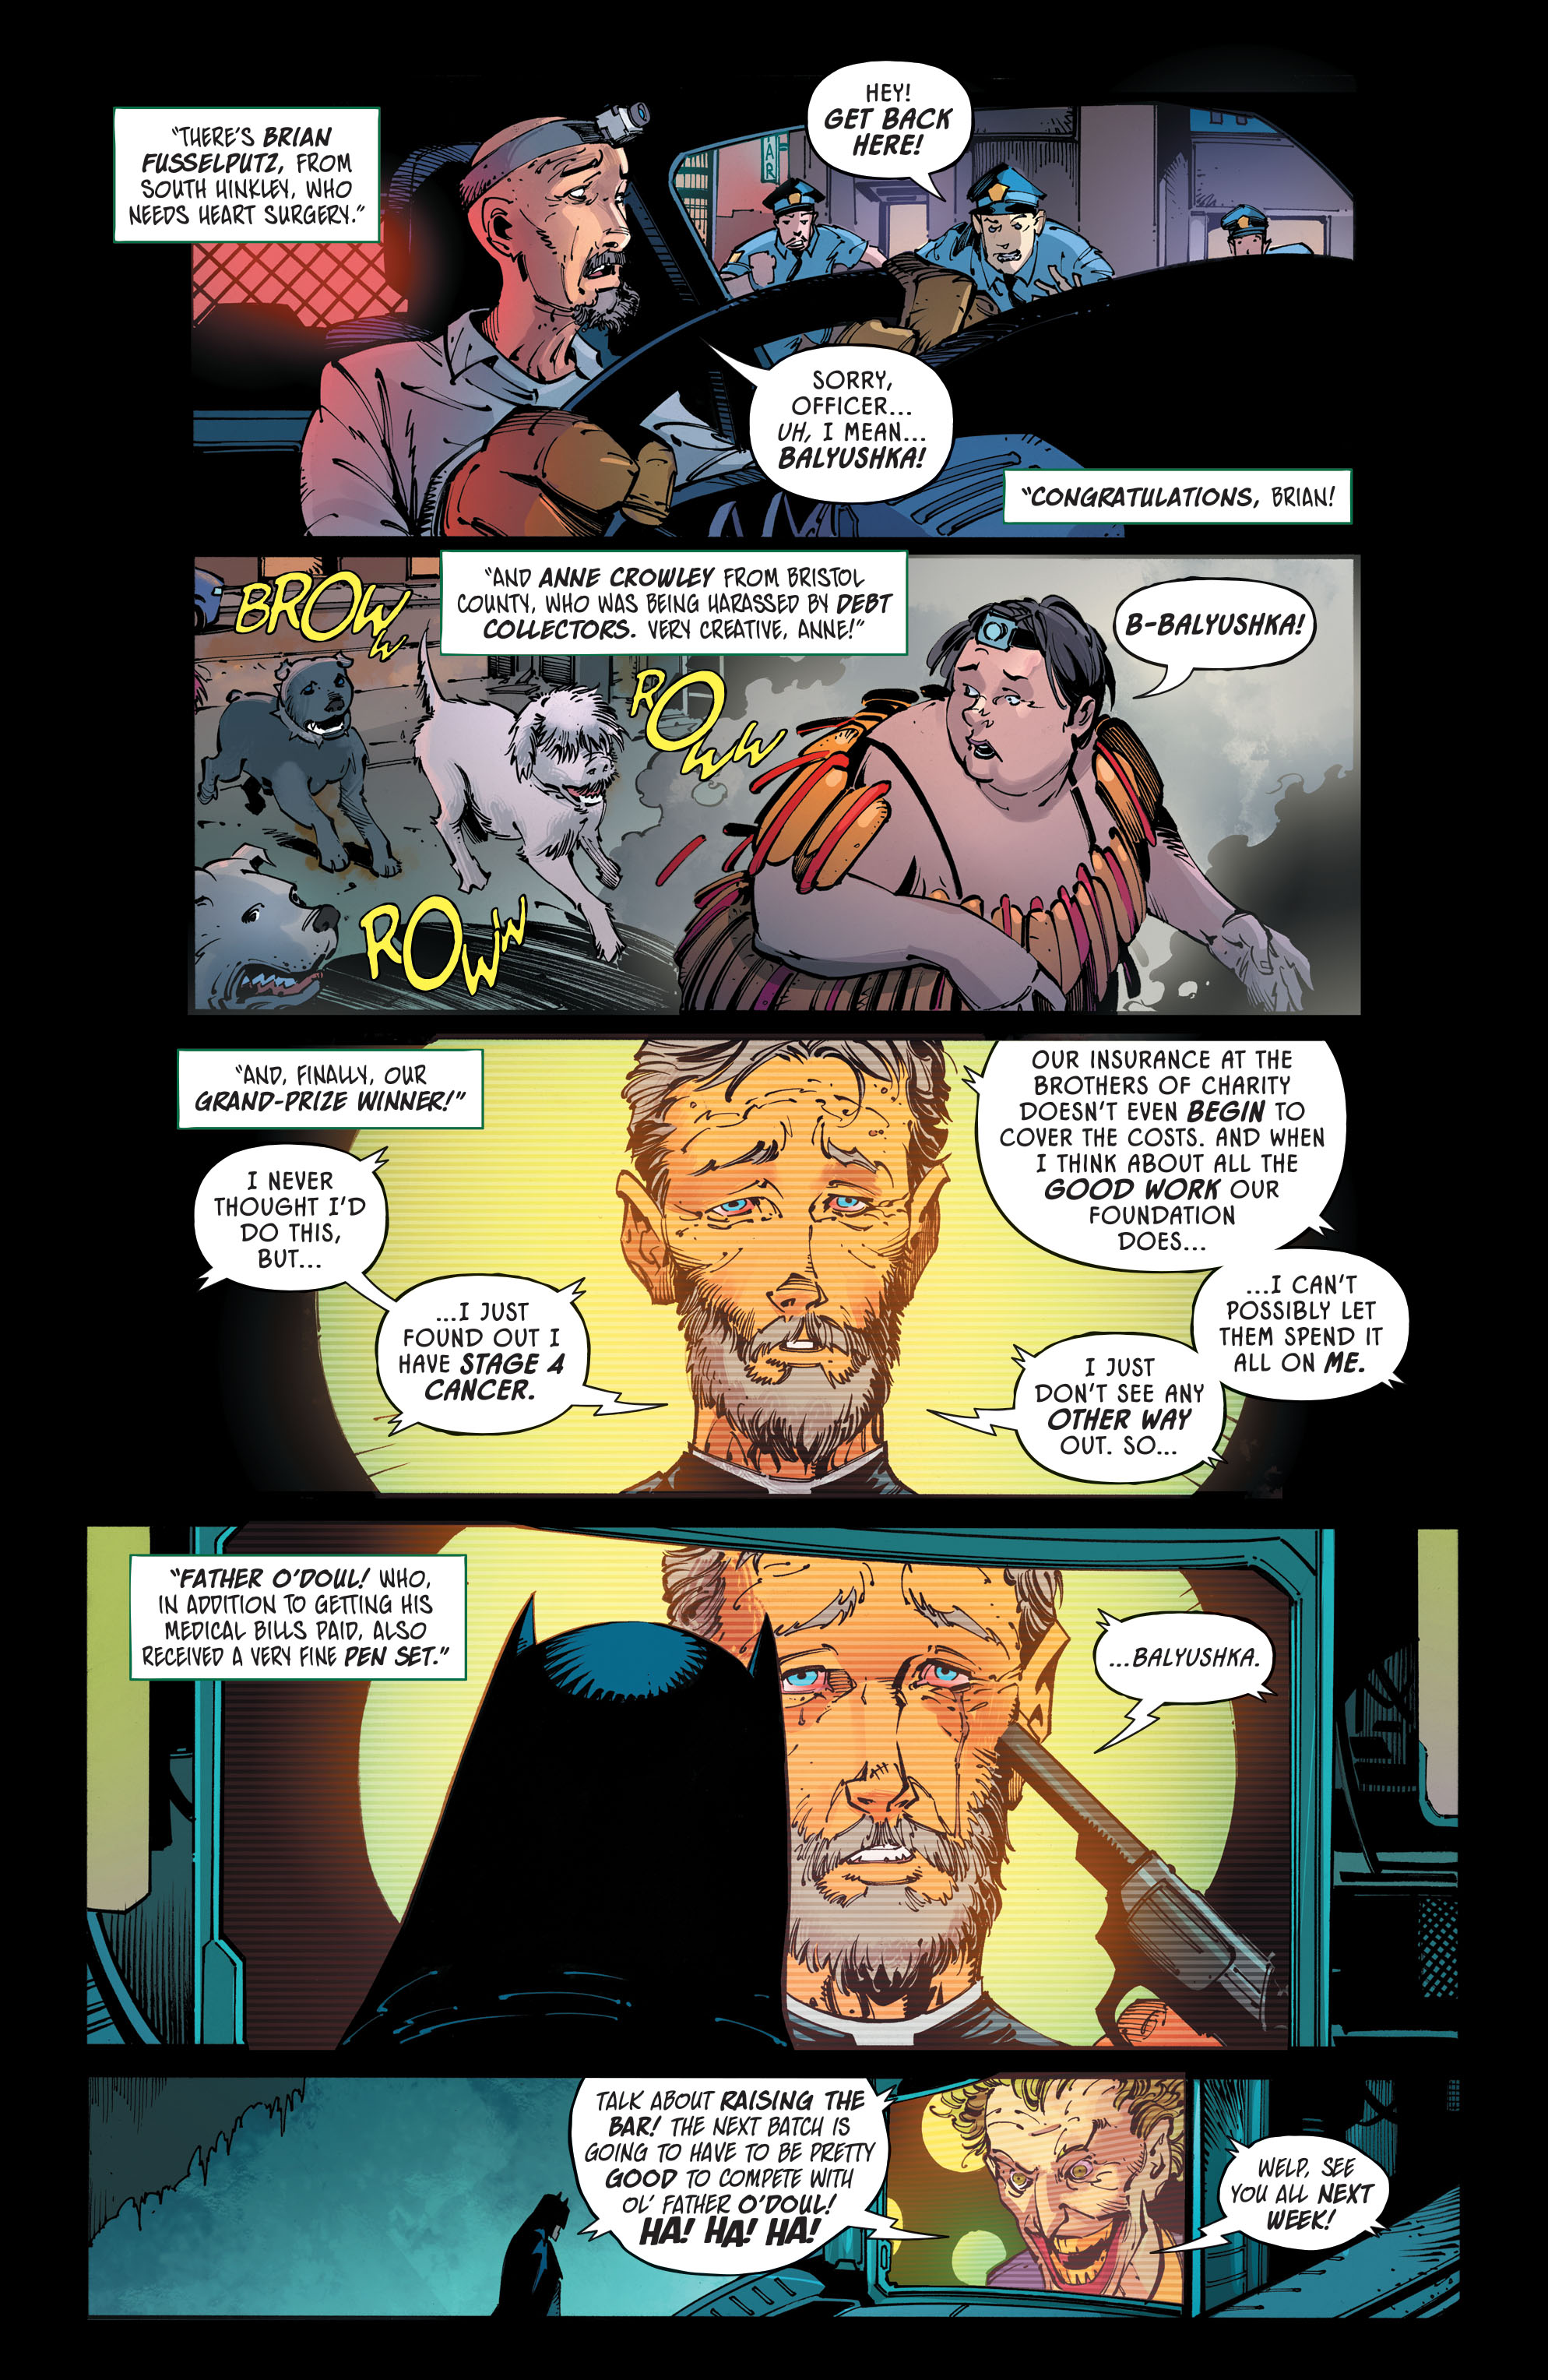 "THERE'S BRIAN
FUSSELPUTZ, FROM
SOUTH HINKLEY, WHO
NEEDS HEART SURGERY."
HEY!
GET BACK
HERE!
BAR
SORRY,
OFFICER...
UH, I MEAN...
BALYUSHKA!
"CONGRATULATIONS, BRIAN!
BROWW
"AND ANNE CROWLEY FROM BRISTOL
COUNTY, WHO WAS BEING HARASSED BY DEBT
COLLECTORS. VERY CREATIVE, ANNE!"
B-BALYUSHKA!
ROWW
ROWW
"AND, FINALLY, OUR
GRAND-PRIZE WINNER!"
I NEVER
THOUGHT I'D
DO THIS,
BUT...
...I JUST
FOUND OUT I
HAVE STAGE 4
CANCER.
OUR INSURANCE AT THE
BROTHERS OF CHARITY
DOESN'T EVEN BEGIN TO
COVER THE COSTS. AND WHEN
I THINK ABOUT ALL THE
GOOD WORK OUR
FOUNDATION
DOES...
...I CAN'T
POSSIBLY LET
THEM SPEND IT
ALL ON ME.
I JUST
DON'T SEE ANY
OTHER WAY
OUT. SO...
"FATHER O'DOUL! WHO,
IN ADDITION TO GETTING HIS
MEDICAL BILLS PAID, ALSO
RECEIVED A VERY FINE PEN SET."
...BALYUSHKA.
TALK ABOUT RAISING THE
BAR! THE NEXT BATCH IS
GOING TO HAVE TO BE PRETTY
GOOD TO COMPETE WITH
OL' FATHER O'DOUL!
HA! HA! HA!
WELP, SEE
YOU ALL NEXT
WEEK!